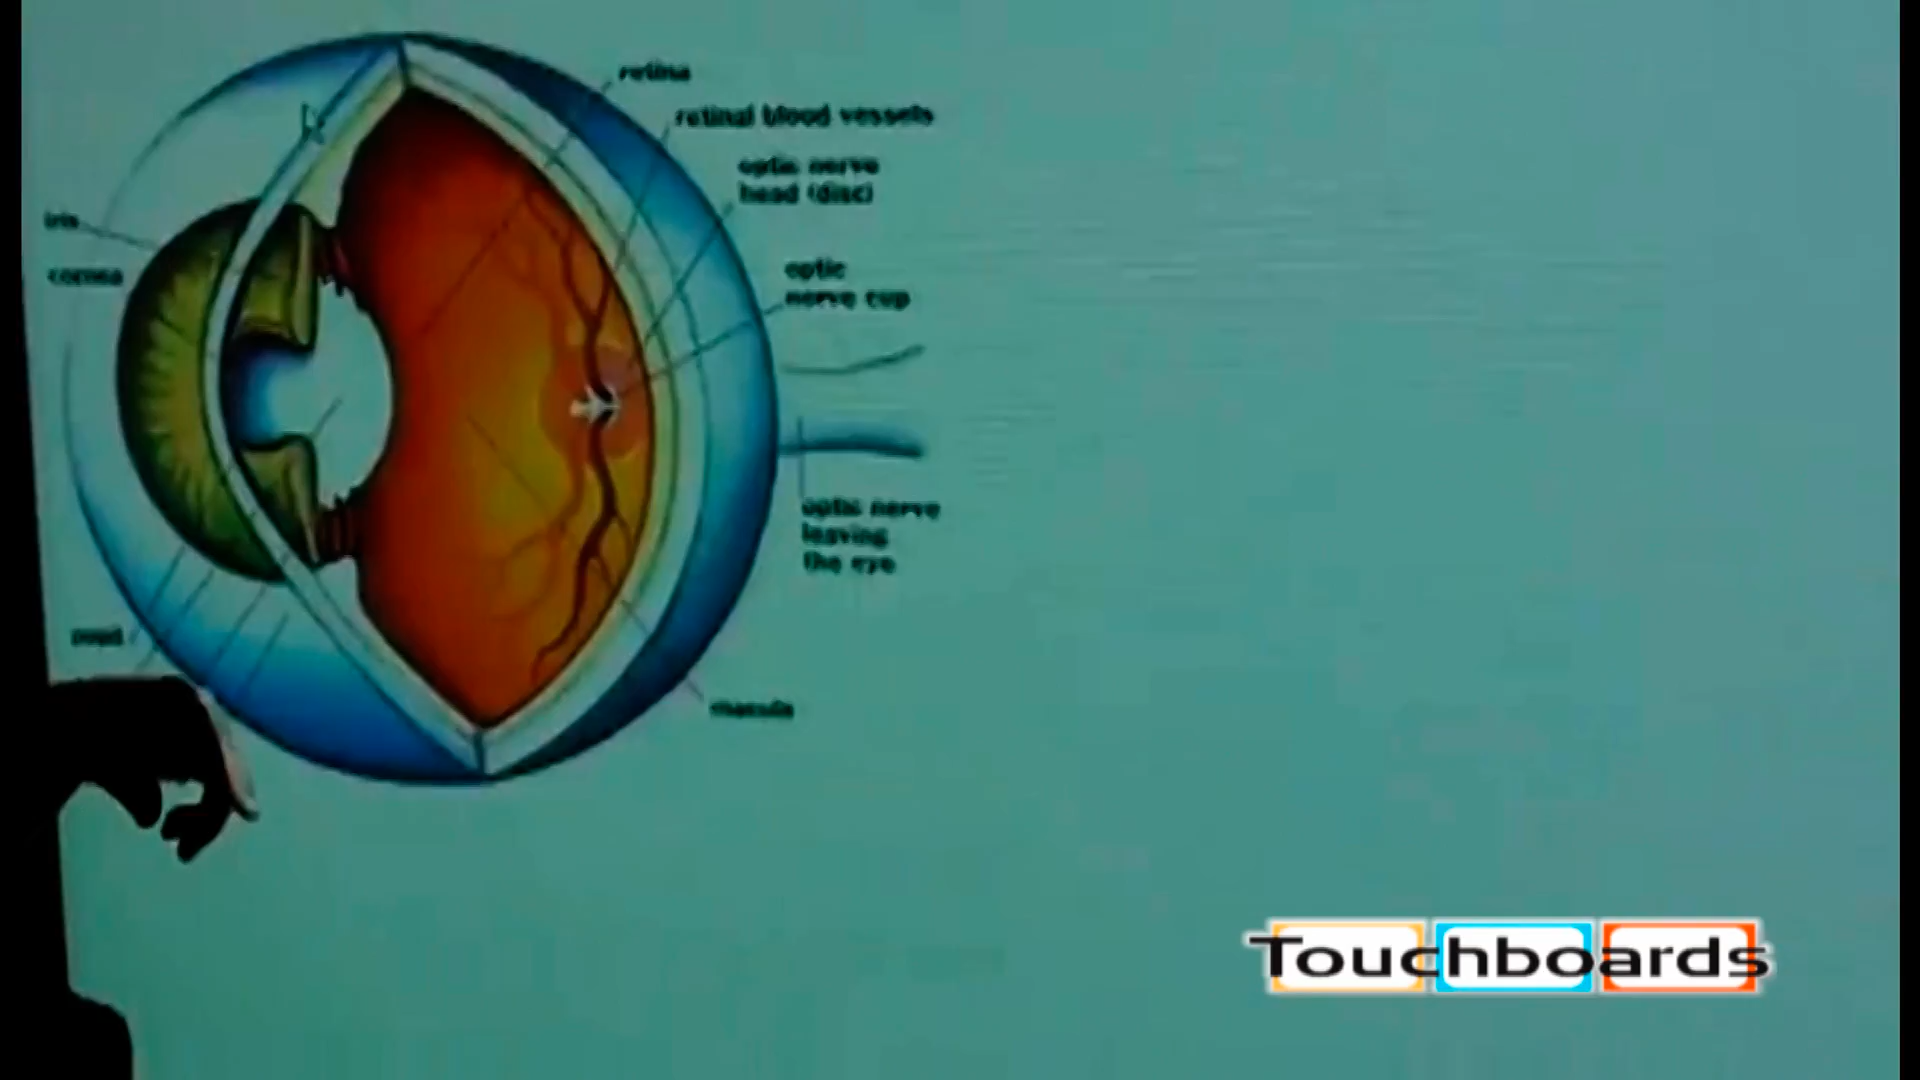 retina
retinal blood vessels
optic nerve
head (disc)
iris
optic
nerve cup
cornea
optic nerve
leaving
the eye
macula
Touchboards